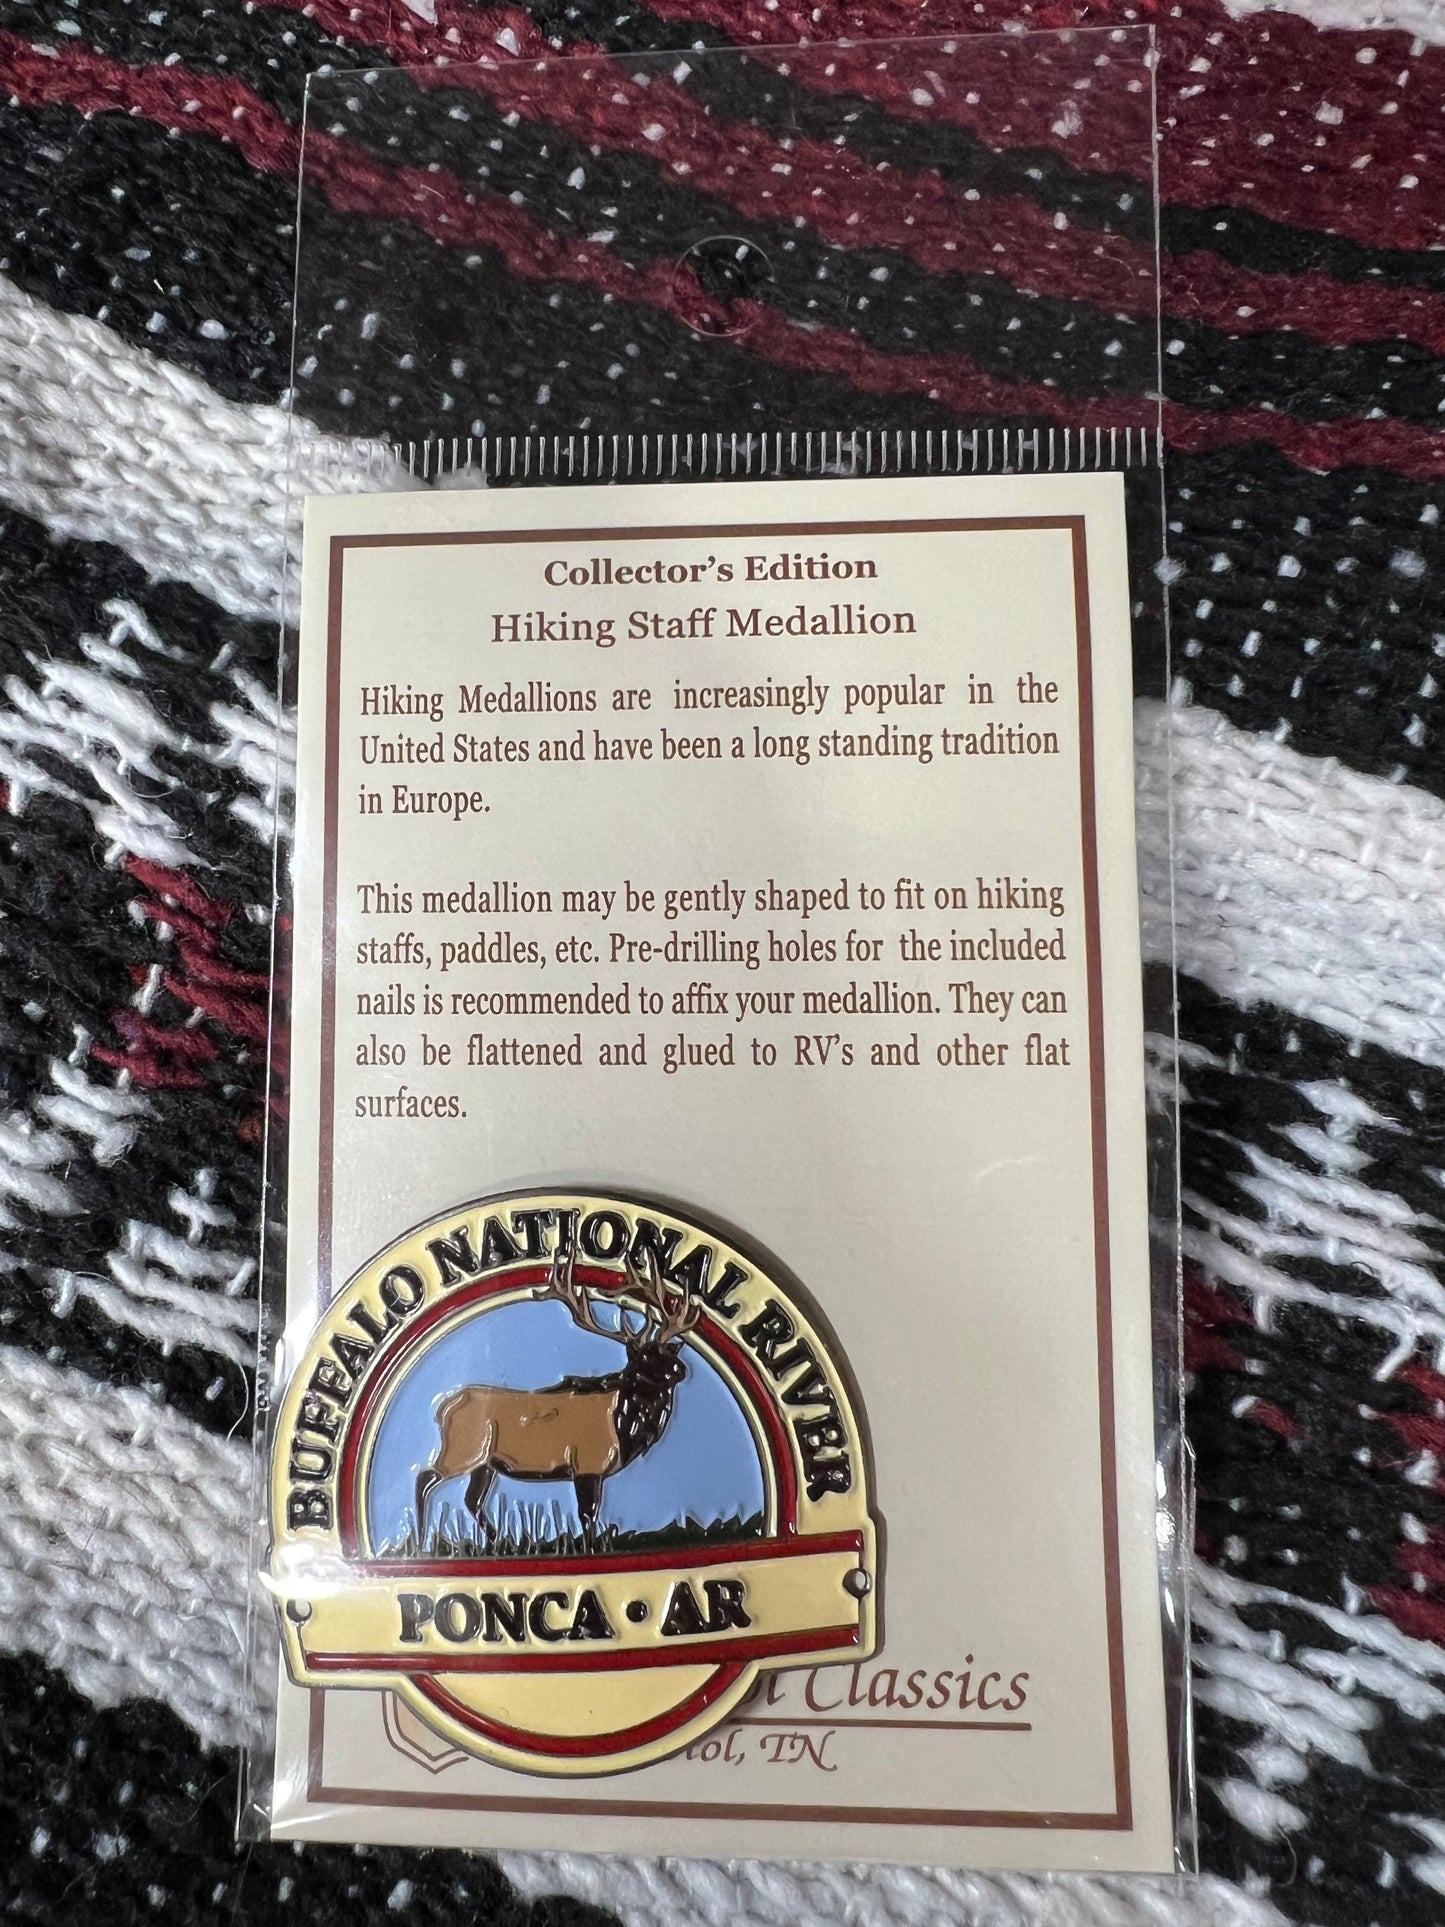 Collector's Edition
Hiking Staff Medallion
Hiking Medallions are increasingly popular in the
United States and have been a long standing tradition
in Europe.
This medallion may be gently shaped to fit on hiking
staffs, paddles, etc. Pre-drilling holes for the included
nails is recommended to affix your medallion. They can
also be flattened and glued to RV's and other flat
surfaces.
BUFFALO NATIONAL RIVER
PONCA • AR
Classics
TN